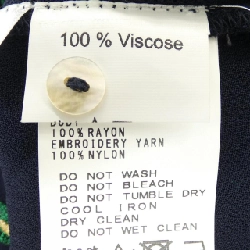 100 % Viscose
BODY A
100%RAYON
EMBROIDERY YARN
100%NYLON
DO NOT WASH
DO NOT BLEACH
DO NOT TUMBLE DRY
COOL IRON
DRY CLEAN
DO NOT WET CLEAN